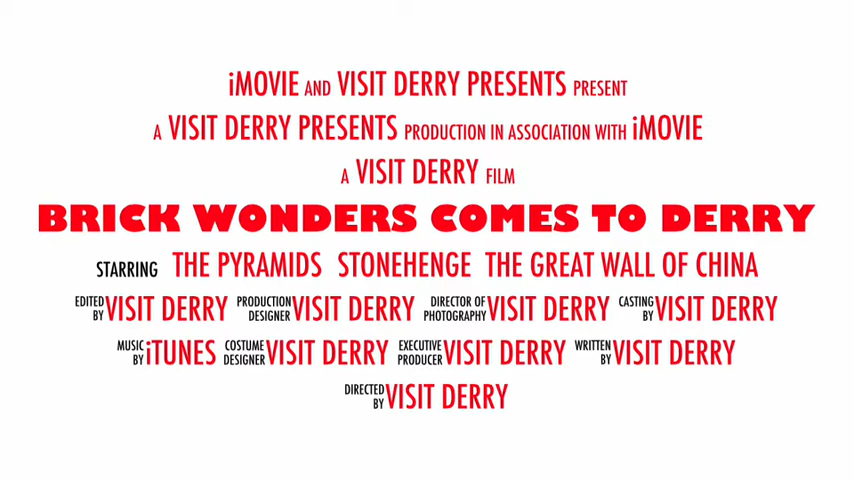 iMOVIE AND VISIT DERRY PRESENTS PRESENT
A VISIT DERRY PRESENTS PRODUCTION IN ASSOCIATION WITH iMOVIE
A VISIT DERRY FILM
BRICK WONDERS COMES TO DERRY
STARRING THE PYRAMIDS STONEHENGE THE GREAT WALL OF CHINA
EDITED BY VISIT DERRY PRODUCTION DESIGNER VISIT DERRY DIRECTOR OF PHOTOGRAPHY VISIT DERRY CASTING BY VISIT DERRY
MUSIC BY iTUNES COSTUME DESIGNER VISIT DERRY EXECUTIVE PRODUCER VISIT DERRY WRITTEN BY VISIT DERRY
DIRECTED BY VISIT DERRY